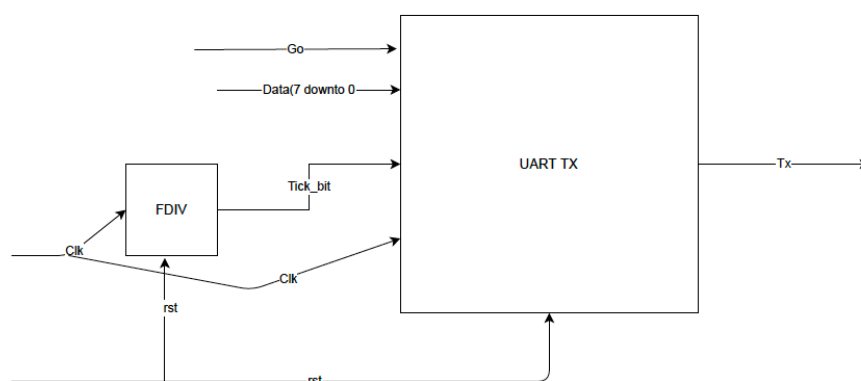 Go
Data(7 downto 0
UART TX
Tx
Tick_bit
FDIV
Clk
Clk
rst
rst